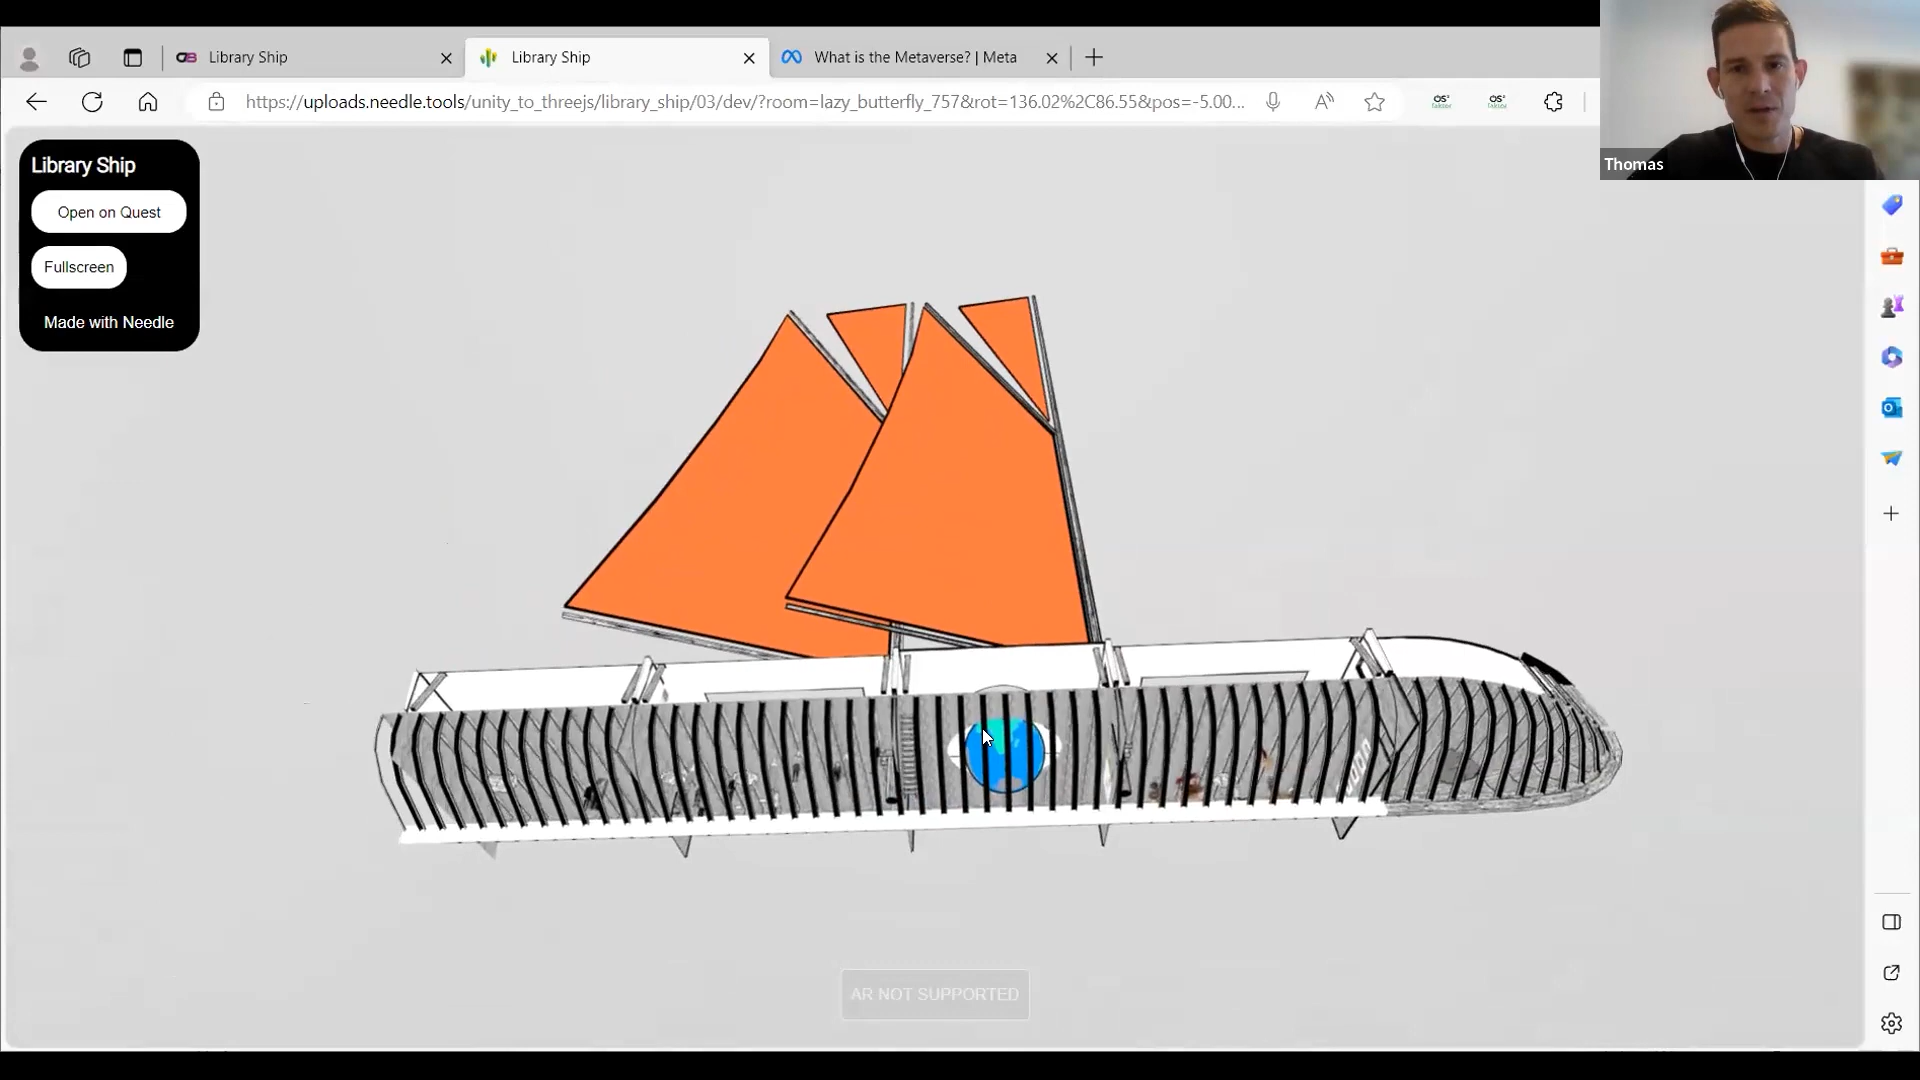 Library Ship
Library Ship
What is the Metaverse? | Meta
https://uploads.needle.tools/unity_to_threejs/library_ship/03/dev/?room=lazy_butterfly_757&rot=136.02%2C86.55&pos=-5.00...
Thomas
Library Ship
Open on Quest
Fullscreen
Made with Needle
AR NOT SUPPORTED